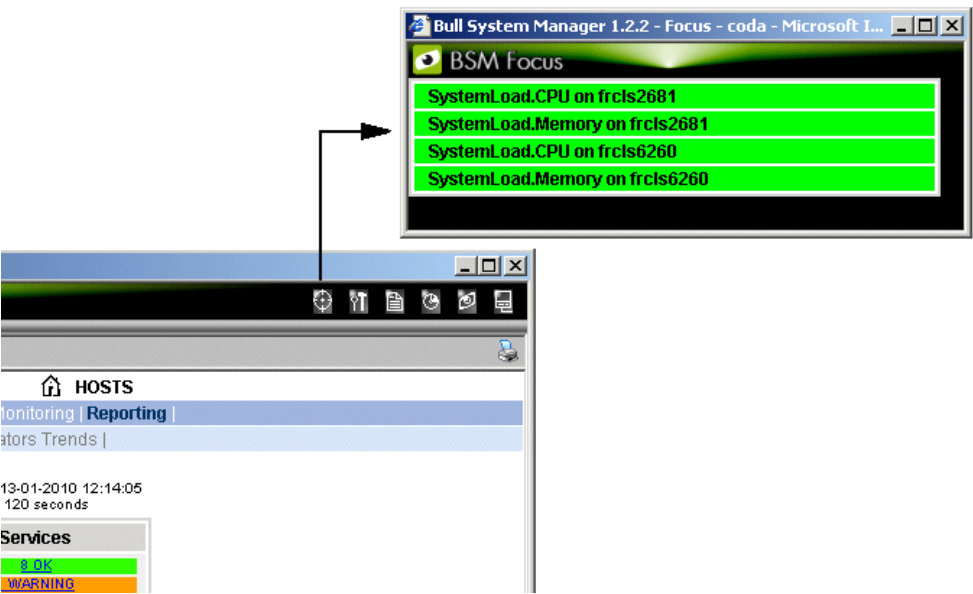 Bull System Manager 1.2.2 - Focus - coda - Microsoft I...
BSM Focus
SystemLoad.CPU on frcls2681
SystemLoad.Memory on frcls2681
SystemLoad.CPU on frcls6260
SystemLoad.Memory on frcls6260
HOSTS
Monitoring | Reporting |
ators Trends |
13-01-2010 12:14:05
120 seconds
Services
8 OK
WARNING